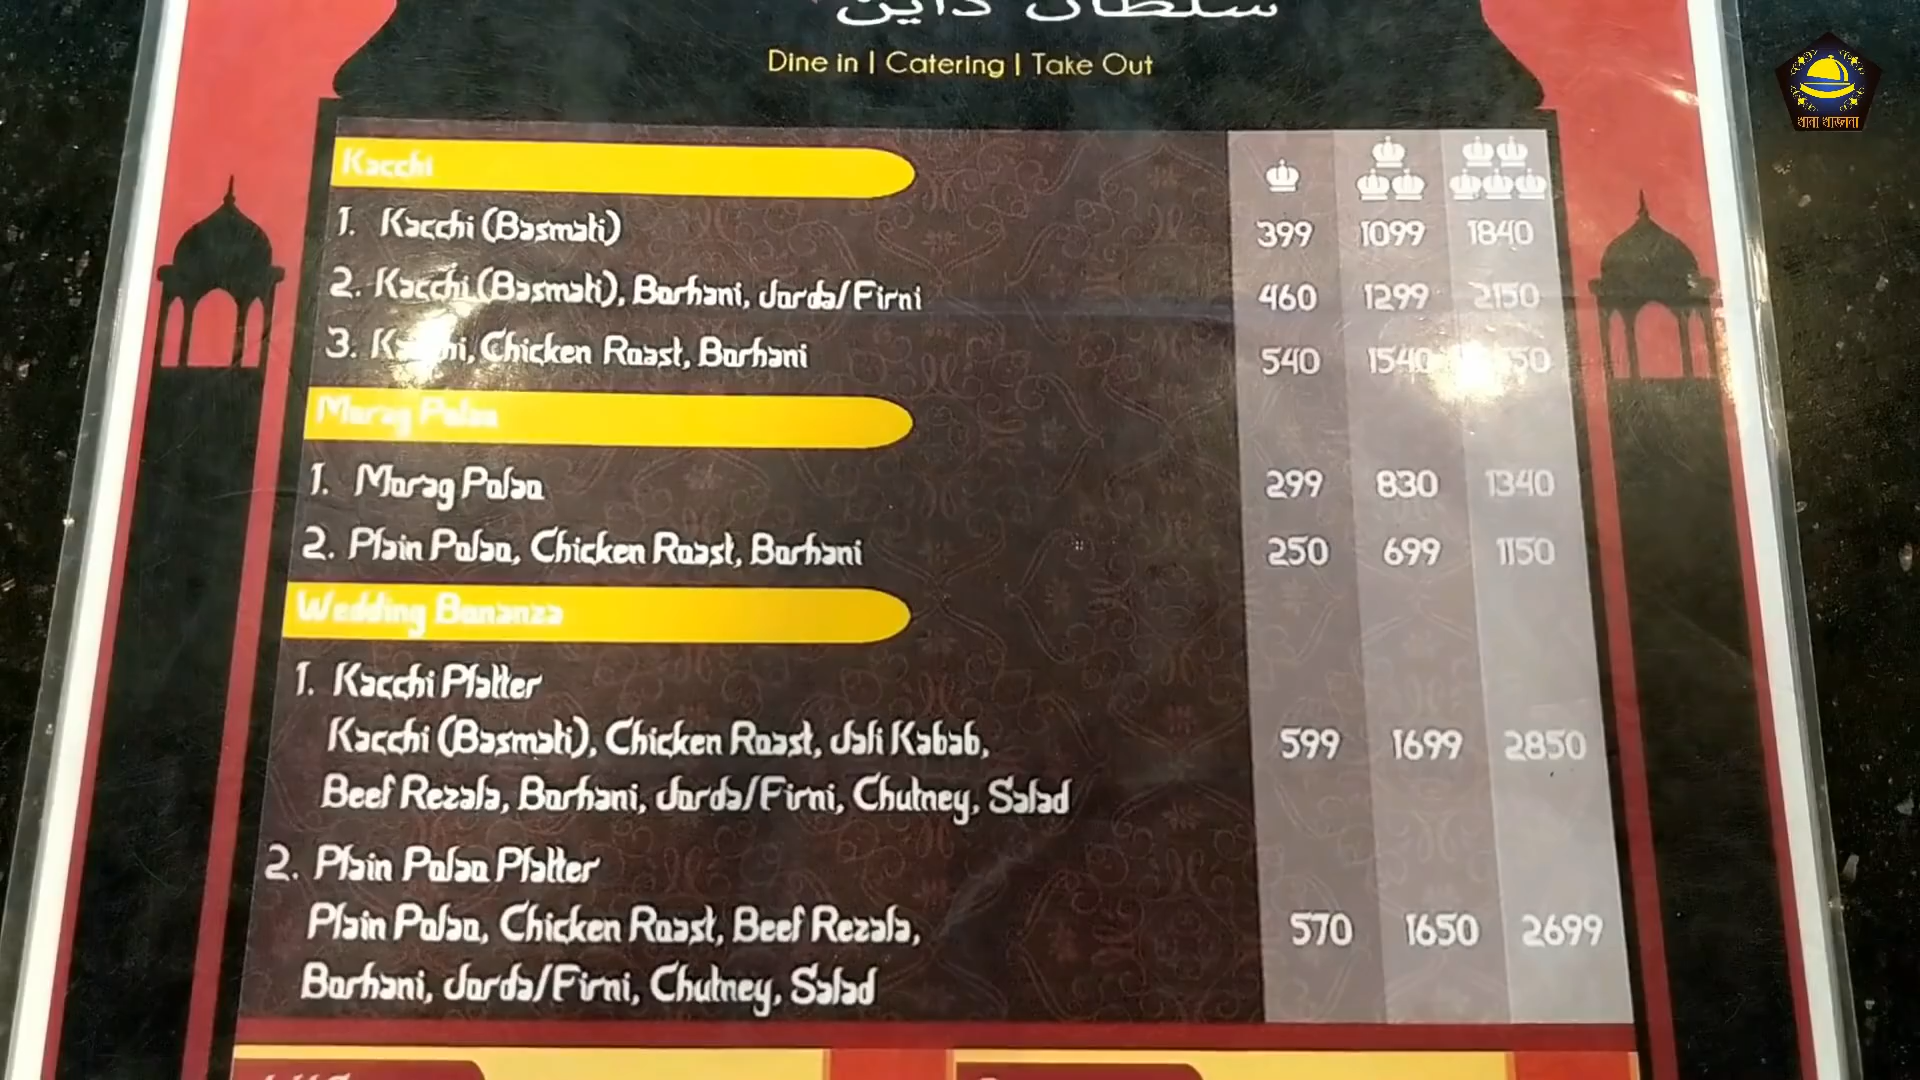 سلطان داين
Dine in | Catering | Take Out
খানা খাজানা
Kacchi
1. Kacchi (Basmati) 399 1099 1840
2. Kacchi (Basmati), Borhani, Jorda/Firni 460 1299 2150
3. Kacchi, Chicken Roast, Borhani 540 1540
Morag Polao
1. Morag Polao 299 830 1340
2. Plain Polao, Chicken Roast, Borhani 250 699 1150
Wedding Bonanza
1. Kacchi Platter
Kacchi (Basmati), Chicken Roast, Jali Kabab, 599 1699 2850
Beef Rezala, Borhani, Jorda/Firni, Chutney, Salad
2. Plain Polao Platter
Plain Polao, Chicken Roast, Beef Rezala, 570 1650 2699
Borhani, Jorda/Firni, Chutney, Salad